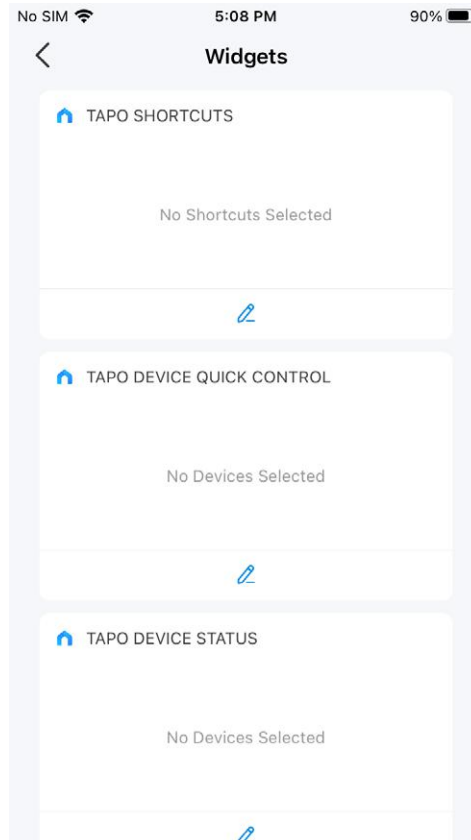 No SIM 5:08 PM 90%
Widgets
TAPO SHORTCUTS
No Shortcuts Selected
TAPO DEVICE QUICK CONTROL
No Devices Selected
TAPO DEVICE STATUS
No Devices Selected